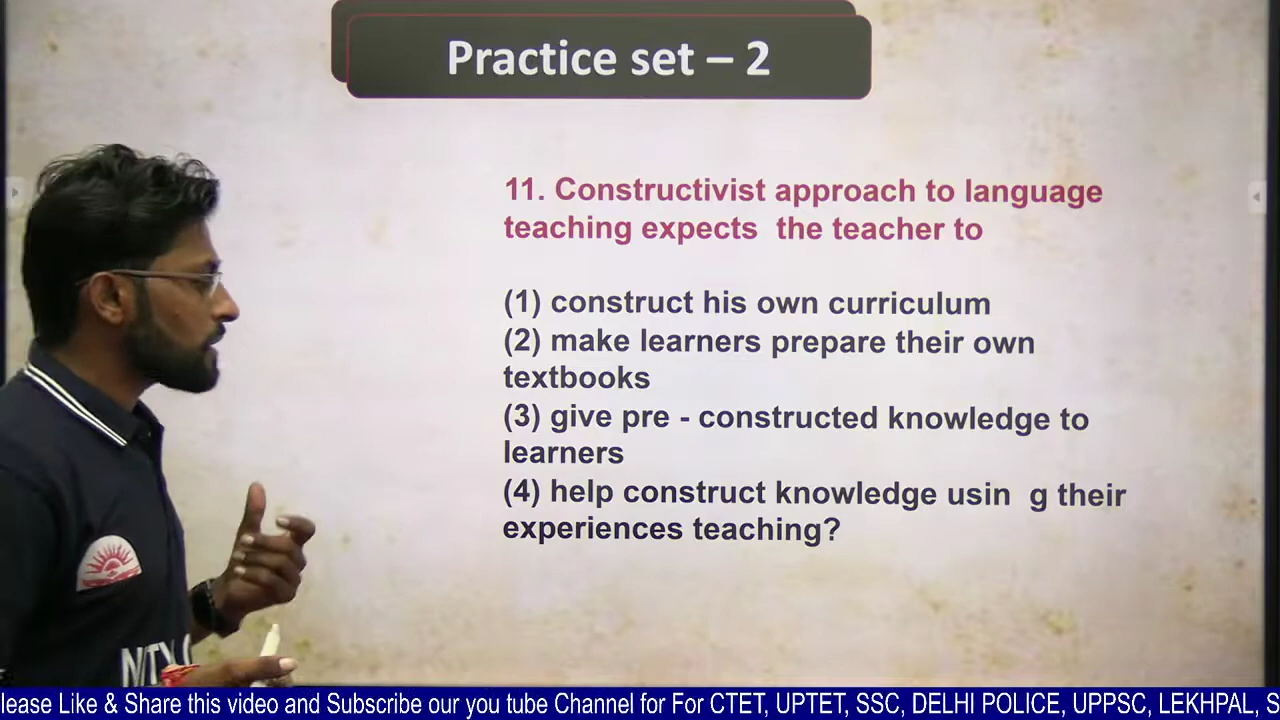 Practice set – 2
11. Constructivist approach to language
teaching expects the teacher to
(1) construct his own curriculum
(2) make learners prepare their own
textbooks
(3) give pre - constructed knowledge to
learners
(4) help construct knowledge usin g their
experiences teaching?
lease Like & Share this video and Subscribe our you tube Channel for For CTET, UPTET, SSC, DELHI POLICE, UPPSC, LEKHPAL, S